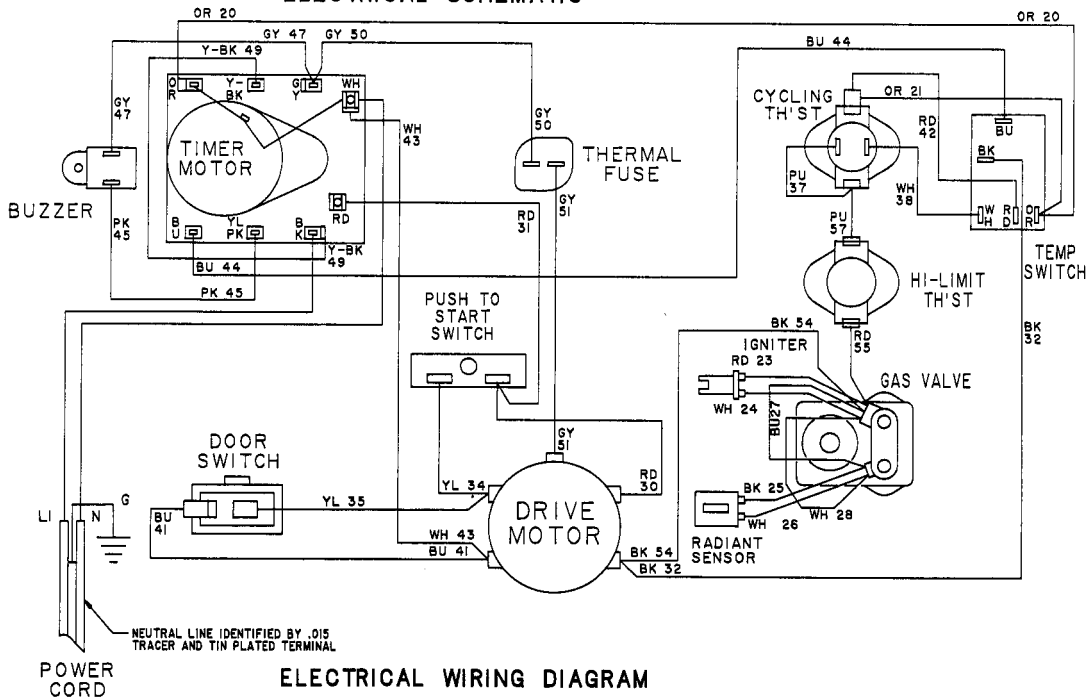 OR 20
OR 20
GY 47
GY 50
Y-BK 49
BU 44
O
R
Y-
BK
G
Y
WH
CYCLING
TH'ST
OR 21
GY
47
TIMER
MOTOR
WH
43
GY
50
THERMAL
FUSE
RD
42
BU
BK
BUZZER
PU
37
WH
38
GY
51
RD
RD
31
W
H
R
D
O
R
PK
45
B
U
YL
PK
B
K
Y-BK
49
PU
57
TEMP
SWITCH
BU 44
PK 45
HI-LIMIT
TH'ST
PUSH TO
START
SWITCH
BK 54
RD
55
BK
32
IGNITER
RD 23
GAS VALVE
WH 24
BU27
DOOR
SWITCH
GY
51
YL 34
RD
30
YL 35
BK 25
WH 26
WH 28
LI
N
G
BU
41
DRIVE
MOTOR
RADIANT
SENSOR
WH 43
BU 41
BK 54
BK 32
NEUTRAL LINE IDENTIFIED BY .015
TRACER AND TIN PLATED TERMINAL
POWER
CORD
ELECTRICAL WIRING DIAGRAM